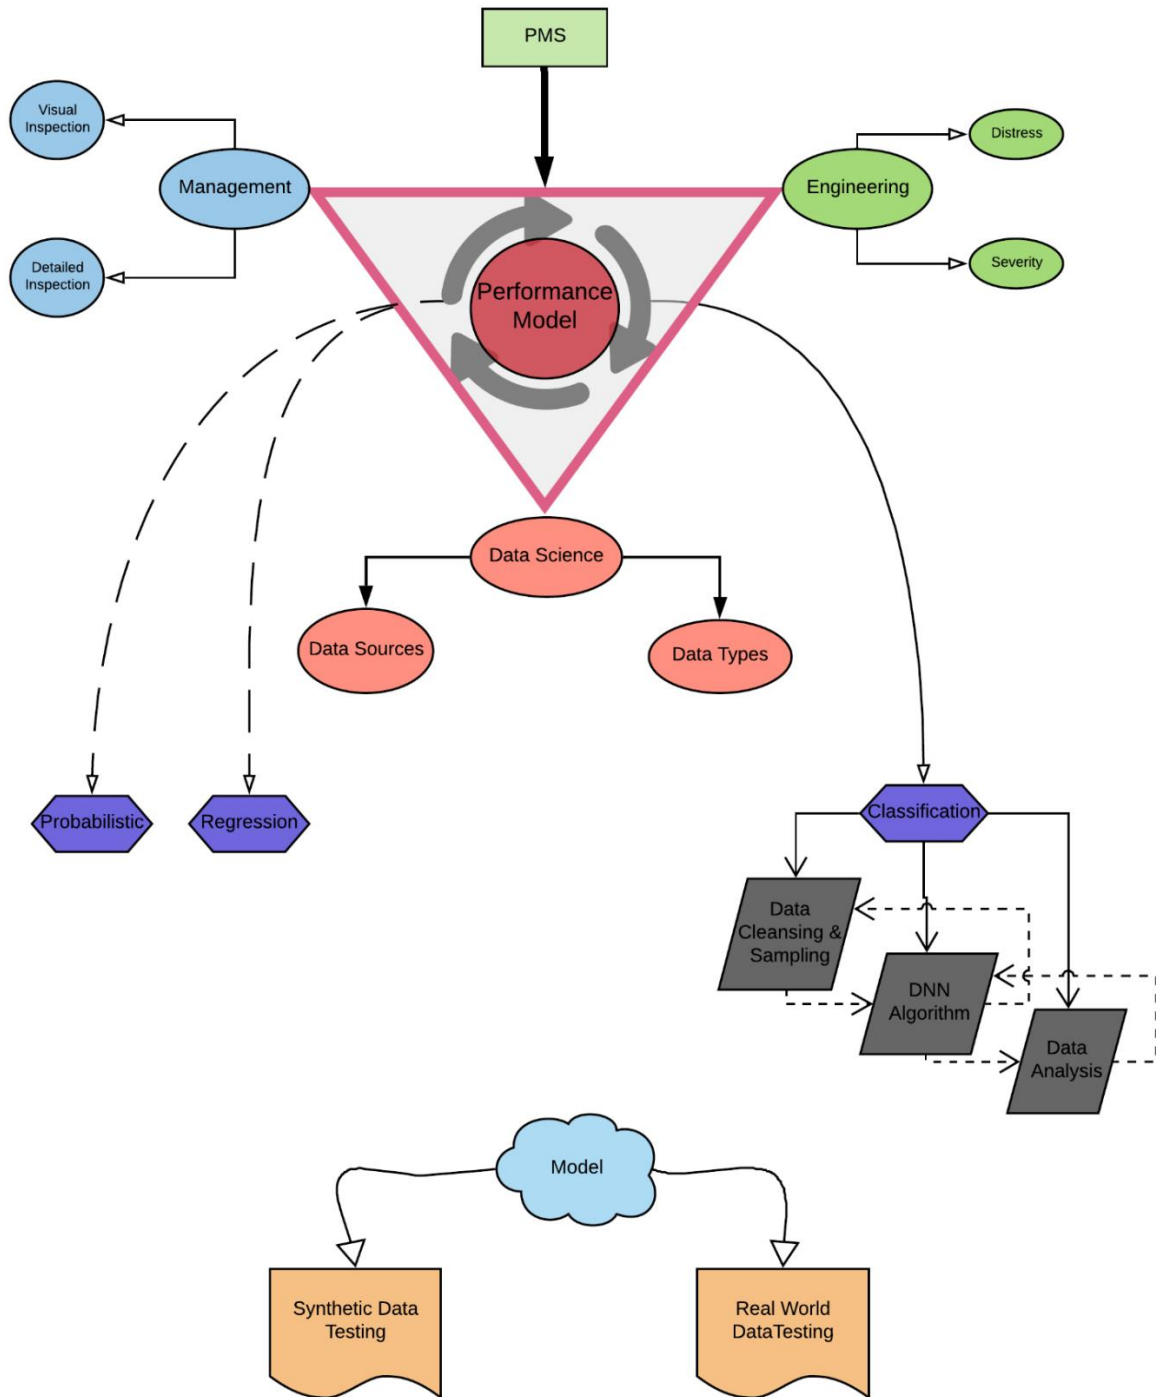 PMS
Visual
Inspection
Management
Detailed
Inspection
Distress
Engineering
Severity
Performance
Model
Data Science
Data Sources
Data Types
Probabilistic
Regression
Classification
Data
Cleansing &
Sampling
DNN
Algorithm
Data
Analysis
Model
Synthetic Data
Testing
Real World
DataTesting